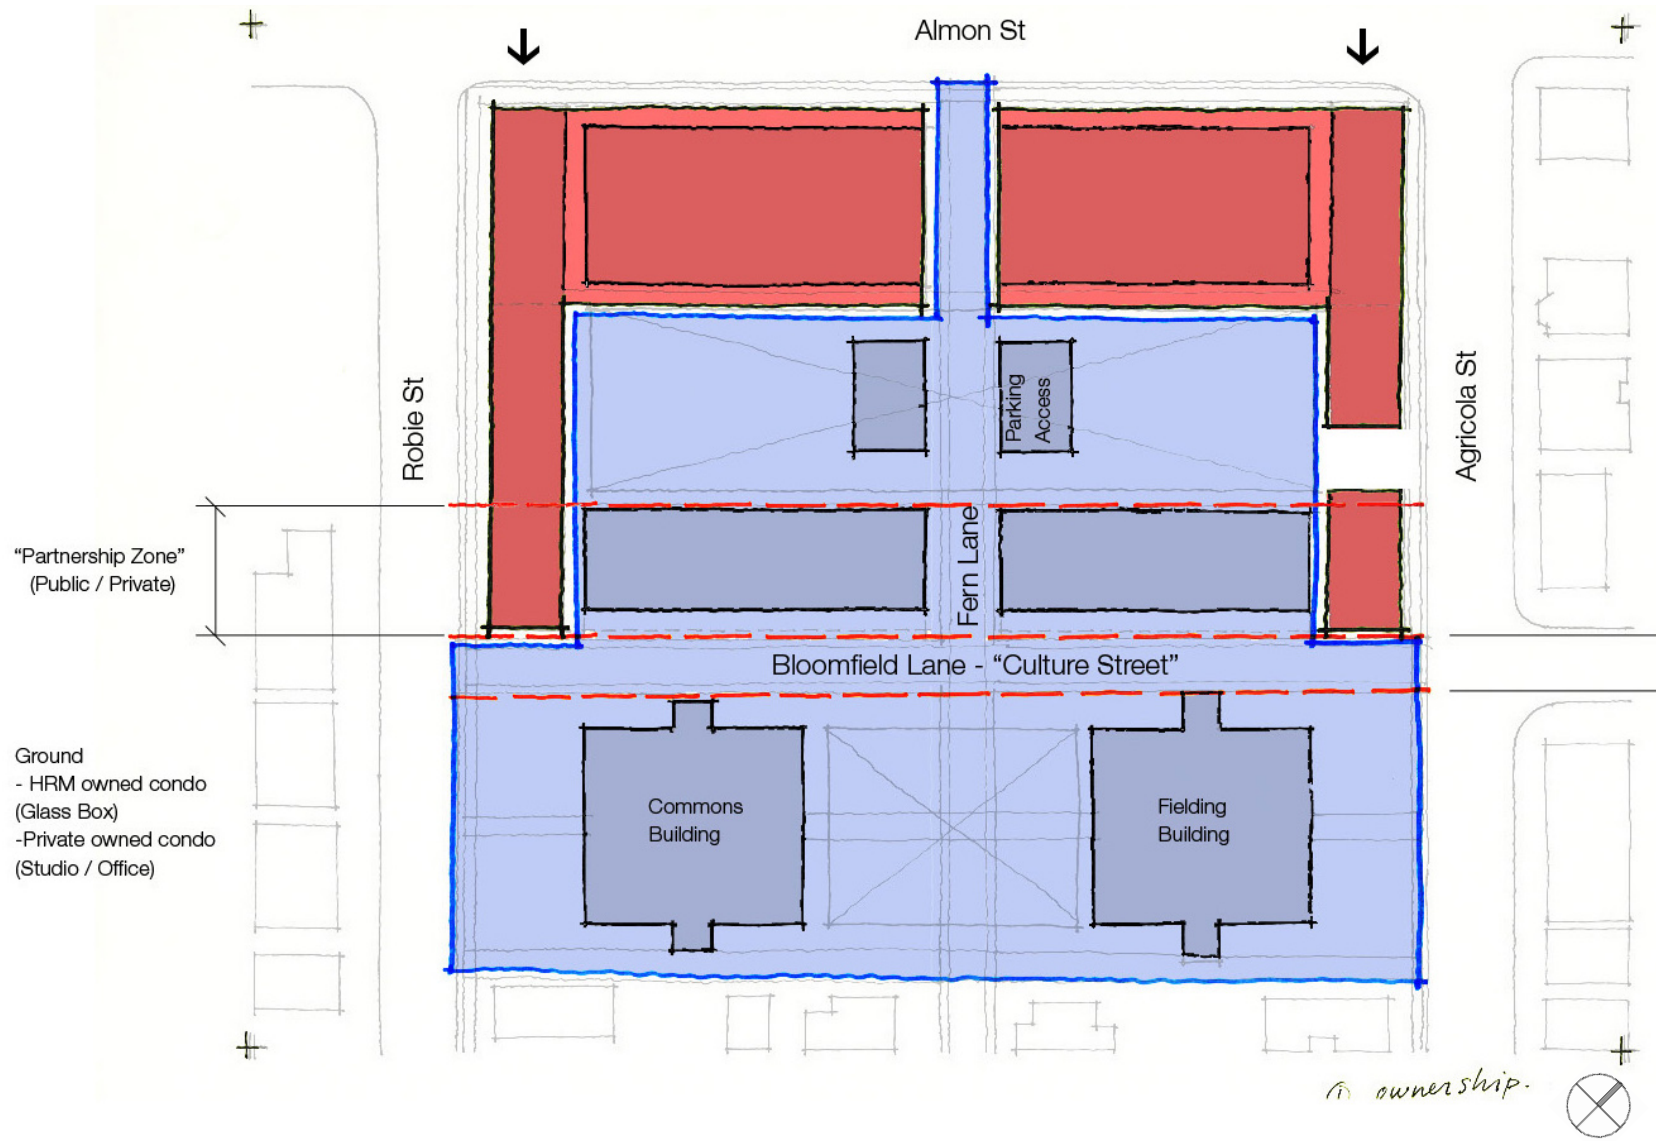 Almon St
Robie St
Agricola St
Parking
Access
Fern Lane
“Partnership Zone”
(Public / Private)
Bloomfield Lane - “Culture Street”
Ground
- HRM owned condo
(Glass Box)
-Private owned condo
(Studio / Office)
Commons
Building
Fielding
Building
ownership.